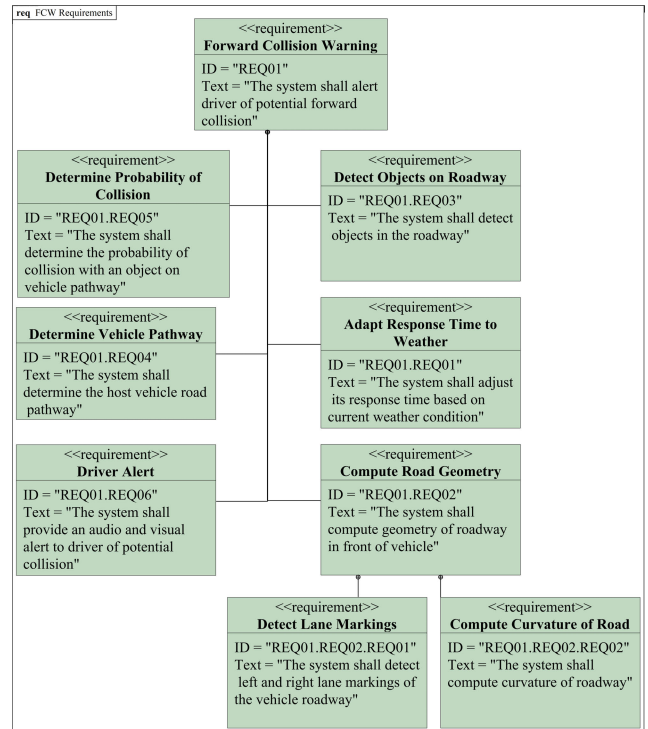 req FCW Requirements
<<requirement>>
Forward Collision Warning
ID = "REQ01"
Text = "The system shall alert
driver of potential forward
collision"
<<requirement>>
Determine Probability of
Collision
ID = "REQ01.REQ05"
Text = "The system shall
determine the probability of
collision with an object on
vehicle pathway"
<<requirement>>
Detect Objects on Roadway
ID = "REQ01.REQ03"
Text = "The system shall detect
objects in the roadway"
<<requirement>>
Determine Vehicle Pathway
ID = "REQ01.REQ04"
Text = "The system shall
determine the host vehicle road
pathway"
<<requirement>>
Adapt Response Time to
Weather
ID = "REQ01.REQ01"
Text = "The system shall adjust
its response time based on
current weather condition"
<<requirement>>
Driver Alert
ID = "REQ01.REQ06"
Text = "The system shall
provide an audio and visual
alert to driver of potential
collision"
<<requirement>>
Compute Road Geometry
ID = "REQ01.REQ02"
Text = "The system shall
compute geometry of roadway
in front of vehicle"
<<requirement>>
Detect Lane Markings
ID = "REQ01.REQ02.REQ01"
Text = "The system shall detect
left and right lane markings of
the vehicle roadway"
<<requirement>>
Compute Curvature of Road
ID = "REQ01.REQ02.REQ02"
Text = "The system shall
compute curvature of roadway"